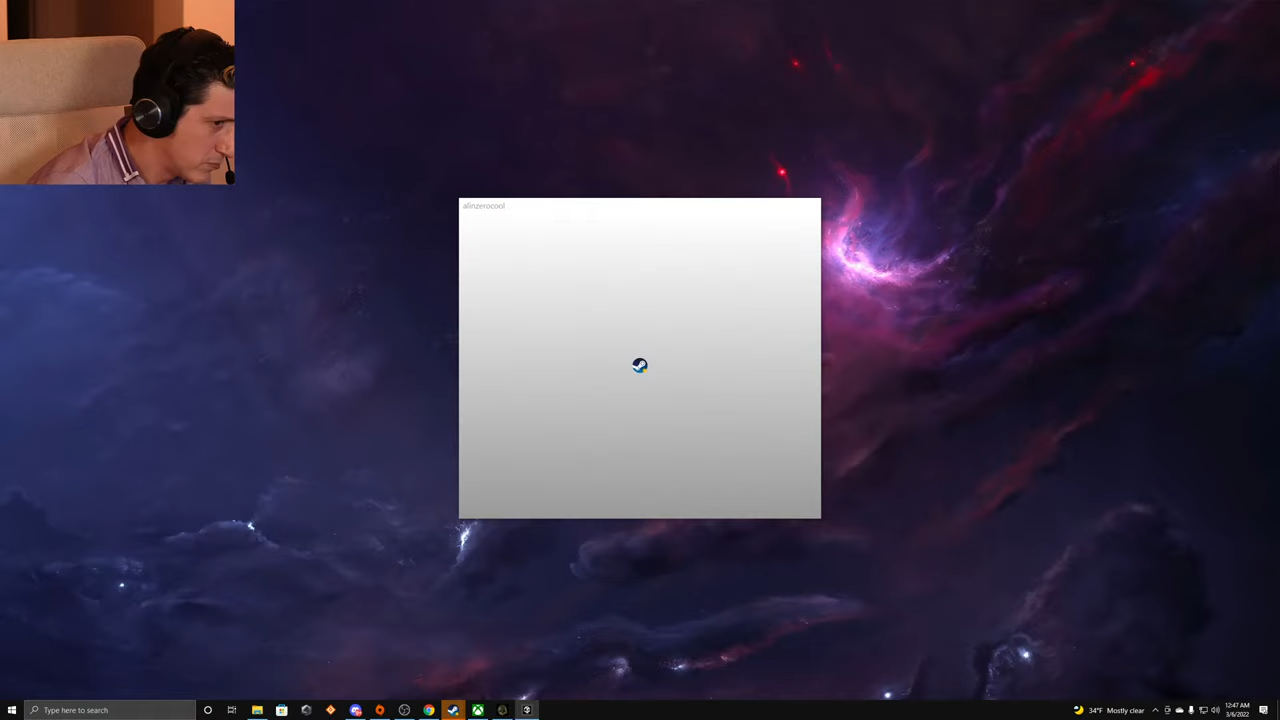 alinzerocool
Type here to search
34°F Mostly clear
12:47 AM
3/6/2022